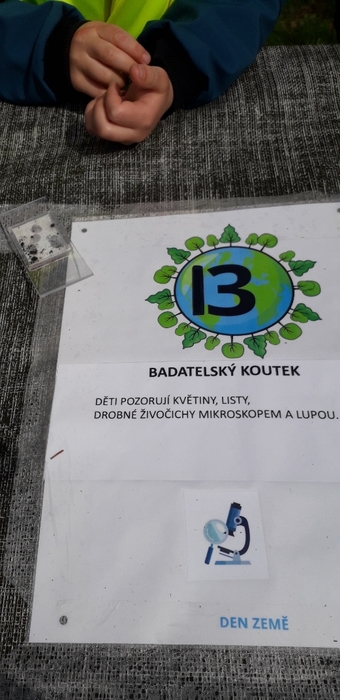 13
BADATELSKÝ KOUTEK
DĚTI POZORUJÍ KVĚTINY, LISTY,
DROBNÉ ŽIVOČICHY MIKROSKOPEM A LUPOU.
DEN ZEMĚ